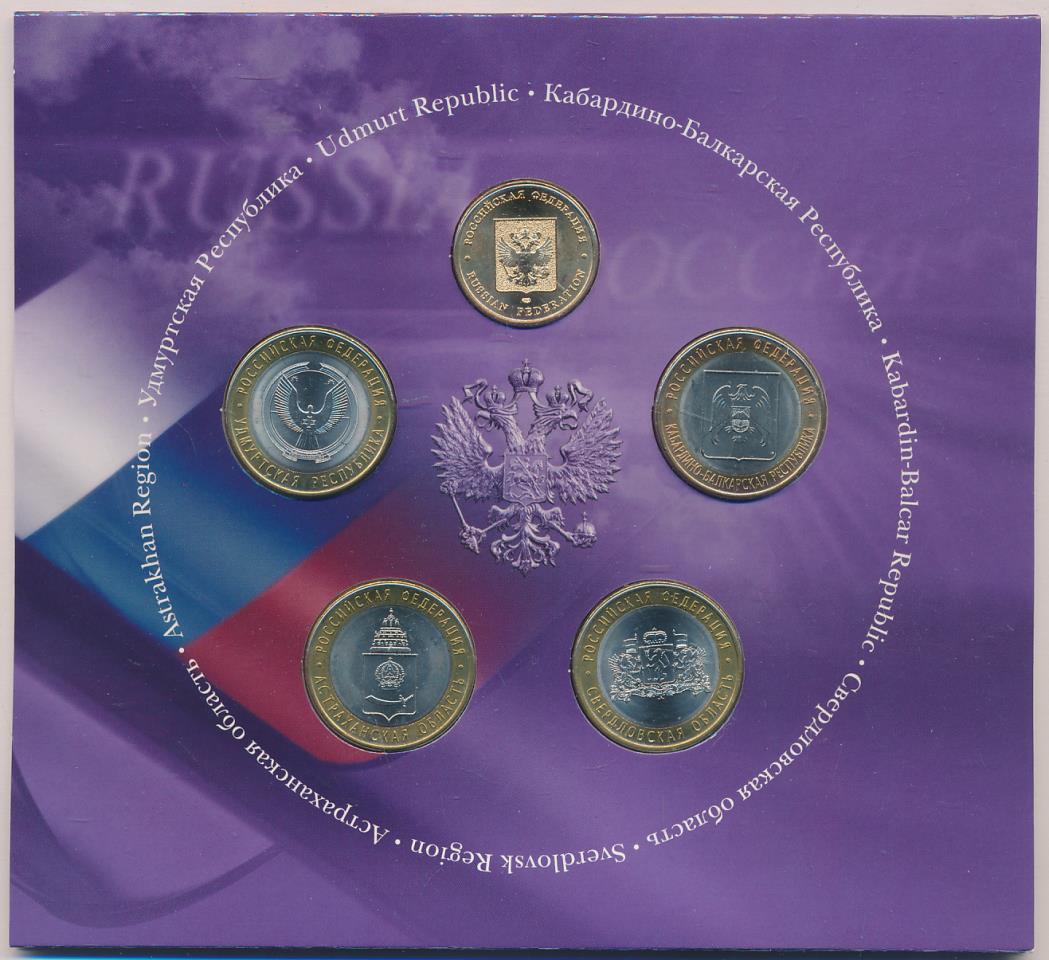 Удмуртская Республика · Udmurt Republic · Кабардино-Балкарская Республика · Kabardin-Balcar Republic · Свердловская область · Sverdlovsk Region · Астраханская область · Astrakhan Region ·
RUSSIA
РОССИЯ
РОССИЙСКАЯ ФЕДЕРАЦИЯ
RUSSIAN FEDERATION
РОССИЙСКАЯ ФЕДЕРАЦИЯ
УДМУРТСКАЯ РЕСПУБЛИКА
РОССИЙСКАЯ ФЕДЕРАЦИЯ
КАБАРДИНО-БАЛКАРСКАЯ РЕСПУБЛИКА
РОССИЙСКАЯ ФЕДЕРАЦИЯ
АСТРАХАНСКАЯ ОБЛАСТЬ
РОССИЙСКАЯ ФЕДЕРАЦИЯ
СВЕРДЛОВСКАЯ ОБЛАСТЬ